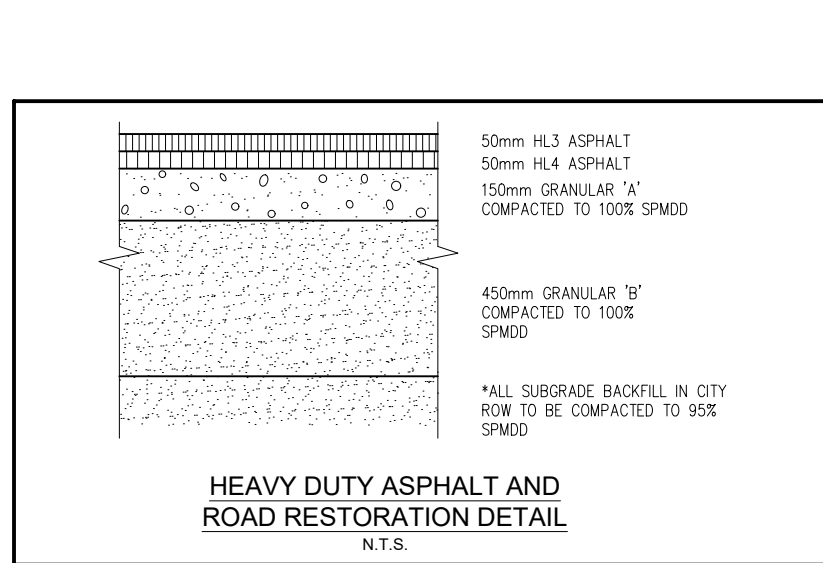 50mm HL3 ASPHALT
50mm HL4 ASPHALT
150mm GRANULAR 'A'
COMPACTED TO 100% SPMDD
450mm GRANULAR 'B'
COMPACTED TO 100%
SPMDD
*ALL SUBGRADE BACKFILL IN CITY
ROW TO BE COMPACTED TO 95%
SPMDD
HEAVY DUTY ASPHALT AND
ROAD RESTORATION DETAIL
N.T.S.